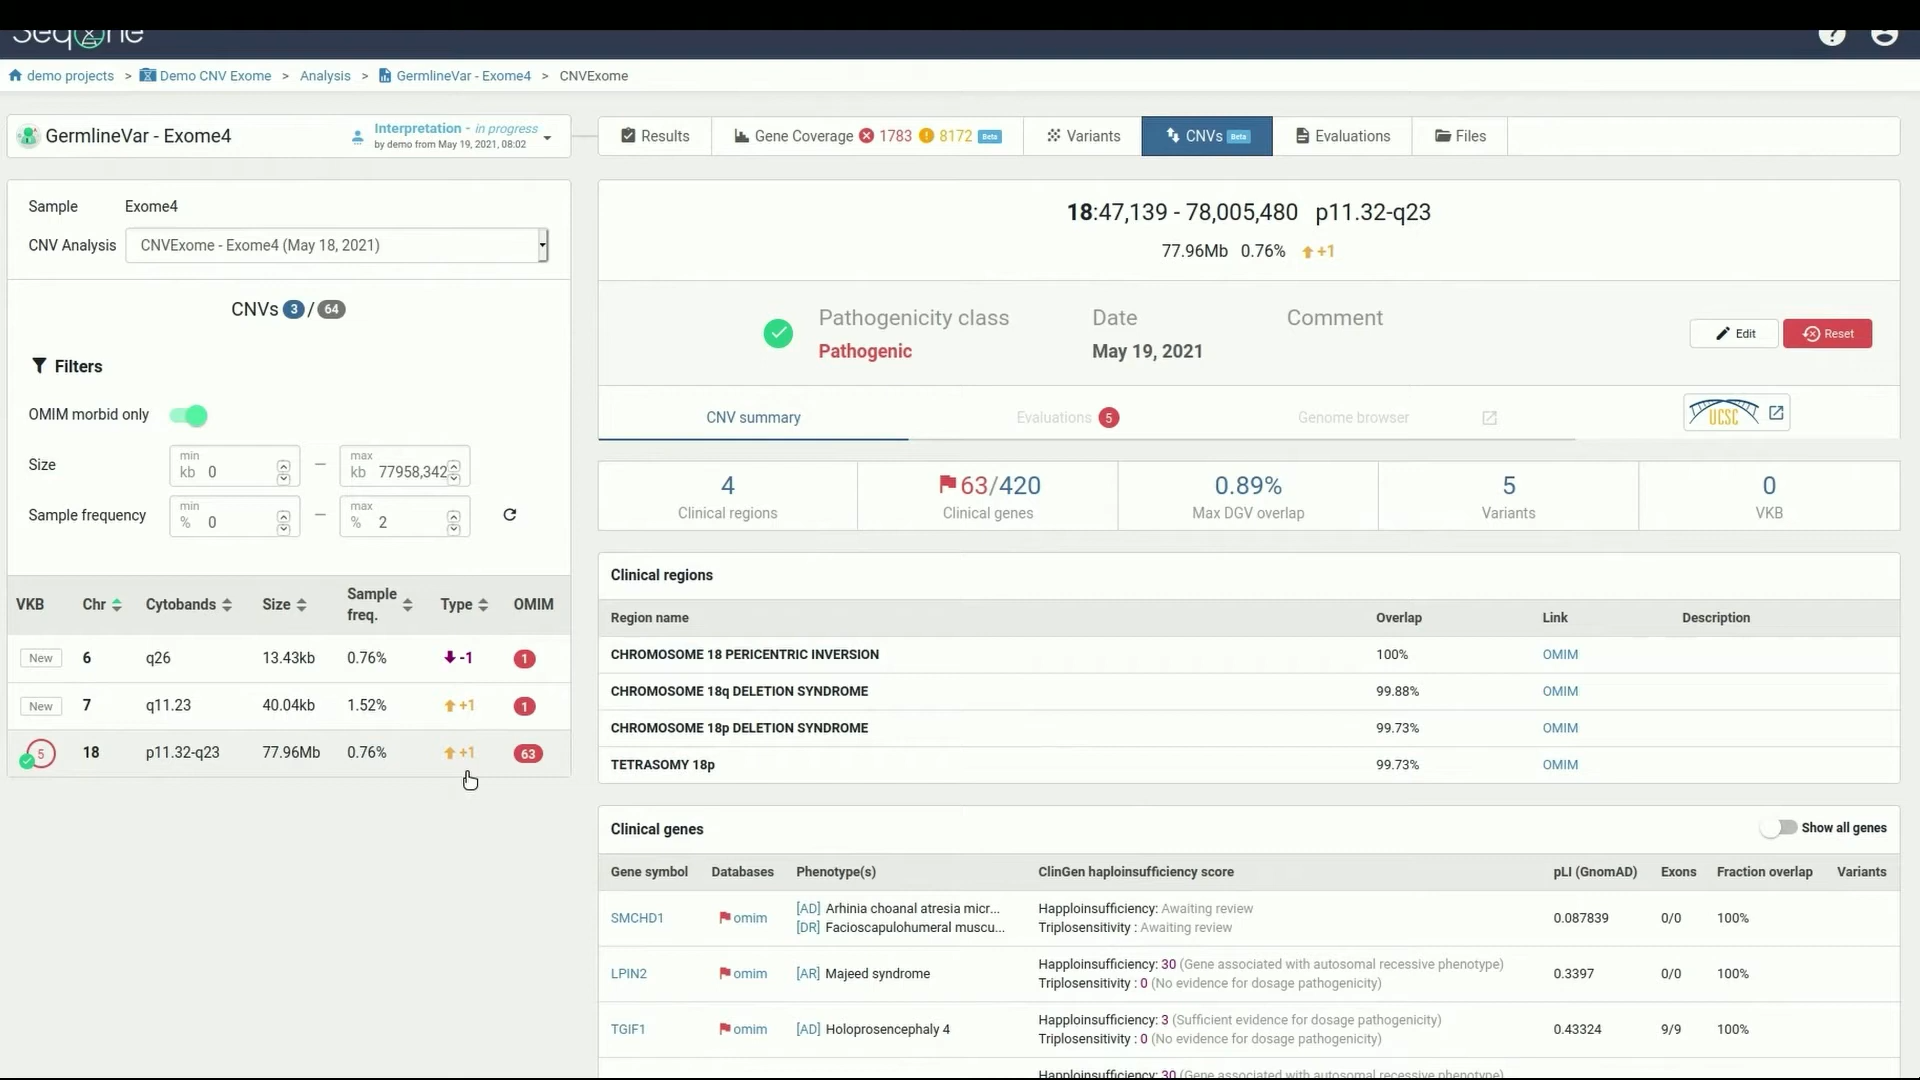 SeqOne
demo projects > Demo CNV Exome > Analysis > GermlineVar - Exome4 > CNVExome
GermlineVar - Exome4
Interpretation - in progress
by demo from May 19, 2021, 08:02
Results
Gene Coverage 1783 8172 Beta
Variants
CNVs Beta
Evaluations
Files
Sample Exome4
CNV Analysis CNVExome - Exome4 (May 18, 2021)
CNVs 3 / 64
Filters
OMIM morbid only
Size min kb 0 – max kb 77958,342
Sample frequency min % 0 – max % 2
VKB Chr Cytobands Size Sample freq. Type OMIM
New 6 q26 13.43kb 0.76% -1 1
New 7 q11.23 40.04kb 1.52% +1 1
5 18 p11.32-q23 77.96Mb 0.76% +1 63
18:47,139 - 78,005,480 p11.32-q23
77.96Mb 0.76% +1
Pathogenicity class Date Comment
Pathogenic May 19, 2021
Edit Reset
CNV summary Evaluations 5 Genome browser UCSC
4 63/420 0.89% 5 0
Clinical regions Clinical genes Max DGV overlap Variants VKB
Clinical regions
Region name Overlap Link Description
CHROMOSOME 18 PERICENTRIC INVERSION 100% OMIM
CHROMOSOME 18q DELETION SYNDROME 99.88% OMIM
CHROMOSOME 18p DELETION SYNDROME 99.73% OMIM
TETRASOMY 18p 99.73% OMIM
Clinical genes Show all genes
Gene symbol Databases Phenotype(s) ClinGen haploinsufficiency score pLI (GnomAD) Exons Fraction overlap Variants
SMCHD1 omim [AD] Arhinia choanal atresia micr... Happloinsufficiency: Awaiting review 0.087839 0/0 100%
[DR] Facioscapulohumeral muscu... Triplosensitivity : Awaiting review
LPIN2 omim [AR] Majeed syndrome Happloinsufficiency: 30 (Gene associated with autosomal recessive phenotype) 0.3397 0/0 100%
Triplosensitivity : 0 (No evidence for dosage pathogenicity)
TGIF1 omim [AD] Holoprosencephaly 4 Happloinsufficiency: 3 (Sufficient evidence for dosage pathogenicity) 0.43324 9/9 100%
Triplosensitivity : 0 (No evidence for dosage pathogenicity)
Happloinsufficiency: 30 (Gene associated with autosomal recessive phenotype)